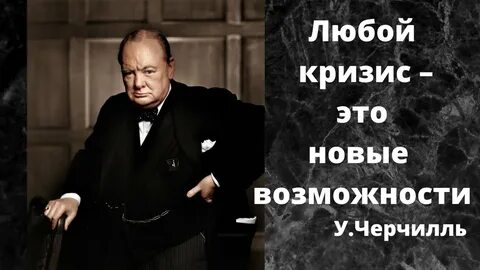 Любой
кризис –
это
новые
возможности
У.Черчилль